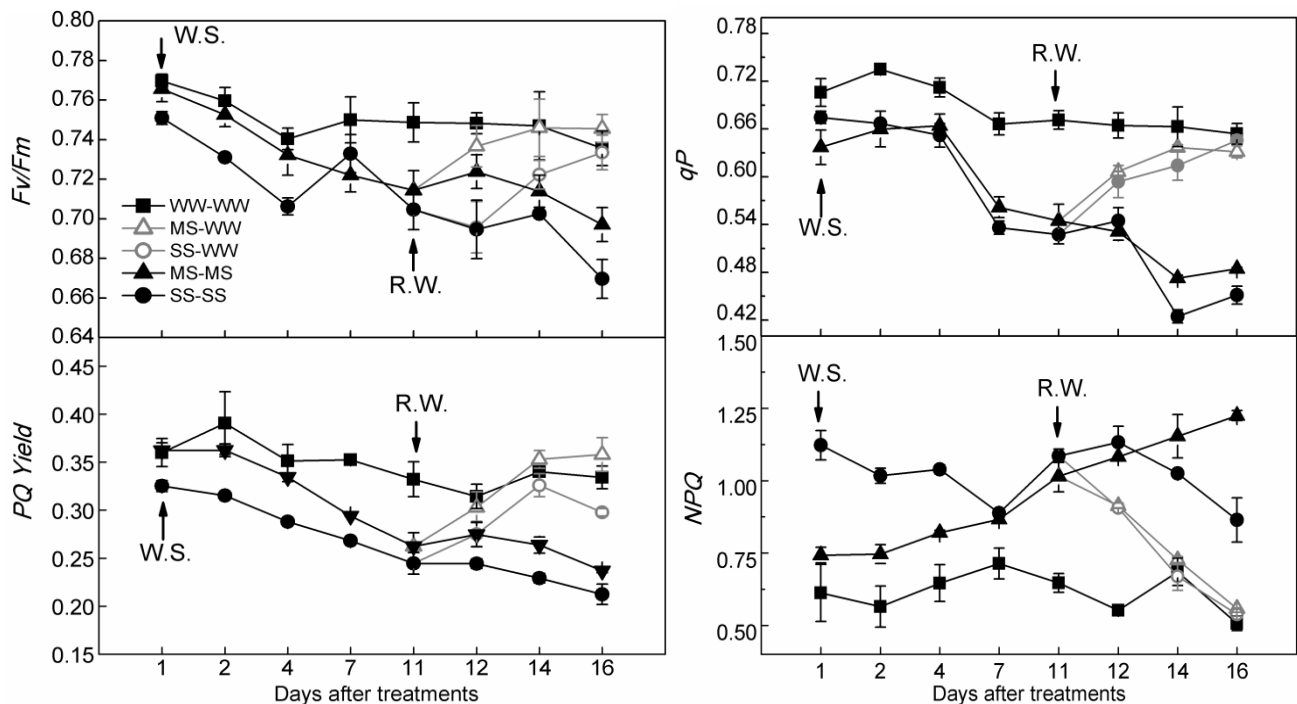 0.80
0.76
0.72
0.70
0.68
0.66
0.64
Fv/Fm
W.S.
R.W.
WW-WW
MS-WW
SS-WW
MS-MS
SS-SS
0.78
0.72
0.66
0.60
0.54
0.48
0.42
qP
W.S.
R.W.
0.45
0.40
0.35
0.30
0.25
0.20
0.15
PQ Yield
R.W.
W.S.
1 2 4 7 11 12 14 16
Days after treatments
1.50
1.25
1.00
0.75
0.50
NPQ
W.S.
R.W.
1 2 4 7 11 12 14 16
Days after treatments